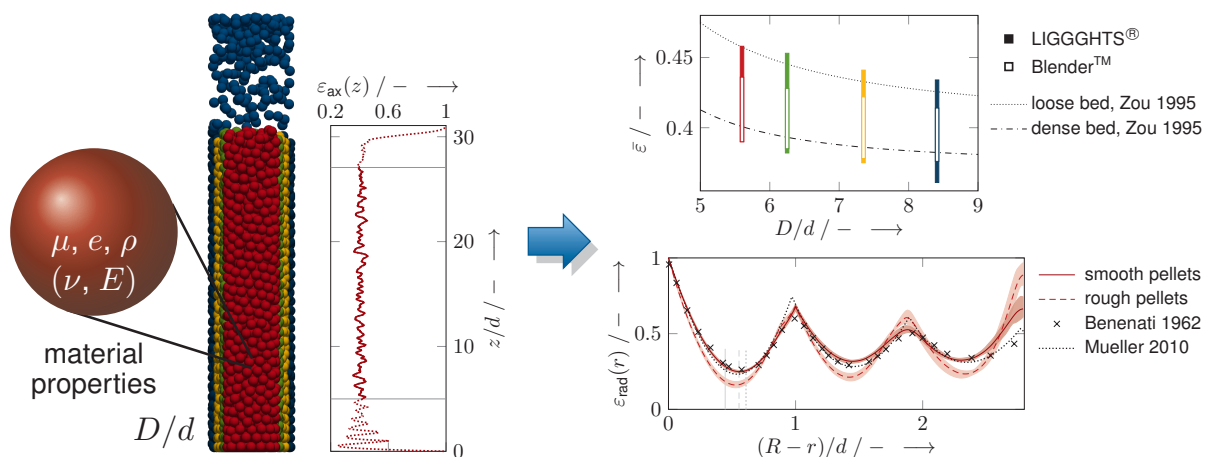 μ, e, ρ
(ν, E)
material
properties
D/d
ε_ax(z) / – ⟶
0.2 0.6 1
30
20
10
0
z/d / – ⟶
ε̄ / – ⟶
0.45
0.4
5 6 7 8 9
D/d / – ⟶
LIGGGHTS®
Blender™
loose bed, Zou 1995
dense bed, Zou 1995
ε_rad(r) / – ⟶
1
0.5
0
0 1 2
(R – r)/d / – ⟶
smooth pellets
rough pellets
Benenati 1962
Mueller 2010